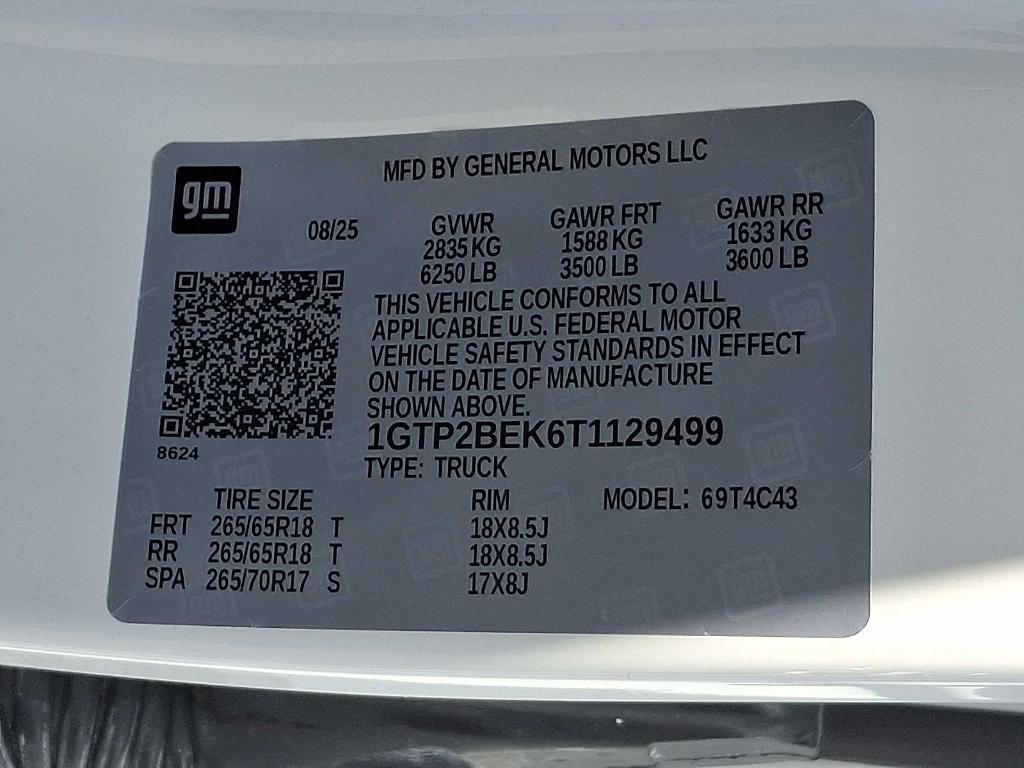 MFD BY GENERAL MOTORS LLC
gm
08/25 GVWR GAWR FRT GAWR RR
2835 KG 1588 KG 1633 KG
6250 LB 3500 LB 3600 LB
THIS VEHICLE CONFORMS TO ALL
APPLICABLE U.S. FEDERAL MOTOR
VEHICLE SAFETY STANDARDS IN EFFECT
ON THE DATE OF MANUFACTURE
SHOWN ABOVE.
1GTP2BEK6T1129499
8624
TYPE: TRUCK
TIRE SIZE RIM MODEL: 69T4C43
FRT 265/65R18 T 18X8.5J
RR 265/65R18 T 18X8.5J
SPA 265/70R17 S 17X8J